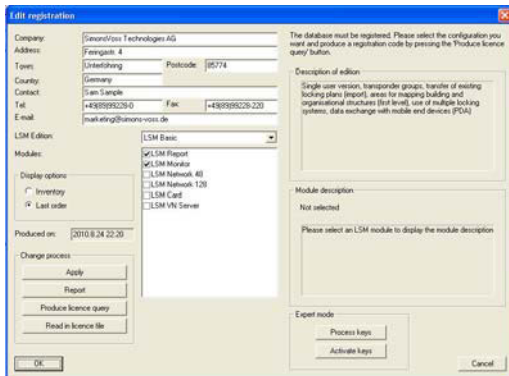 Edit registration
Company: SimonsVoss Technologies AG
Address: Feringastr. 4
Town: Unterföhring Postcode: 85774
Country: Germany
Contact: Sam Sample
Tel: +49(89)99228-0 Fax: +49(89)99228-220
E-mail: marketing@simons-voss.com
LSM Edition: LSM Basic
Modules:
LSM Report
LSM Monitor
LSM Network 40
LSM Network 120
LSM Card
LSM VN Server
Display options
Inventory
Last order
Produced on: 2010.8.24 22:20
Change process
Apply
Report
Produce licence query
Read in licence file
OK
The database must be registered. Please select the configuration you
want and produce a registration code by pressing the 'Produce licence
query' button.
Description of edition
Single user version, transponder groups, transfer of existing
locking plans (import), areas for mapping building and
organisational structures (first level), use of multiple locking
systems, data exchange with mobile end devices (PDA)
Module description
Not selected
Please select an LSM module to display the module description
Expert mode
Process keys
Activate keys
Cancel